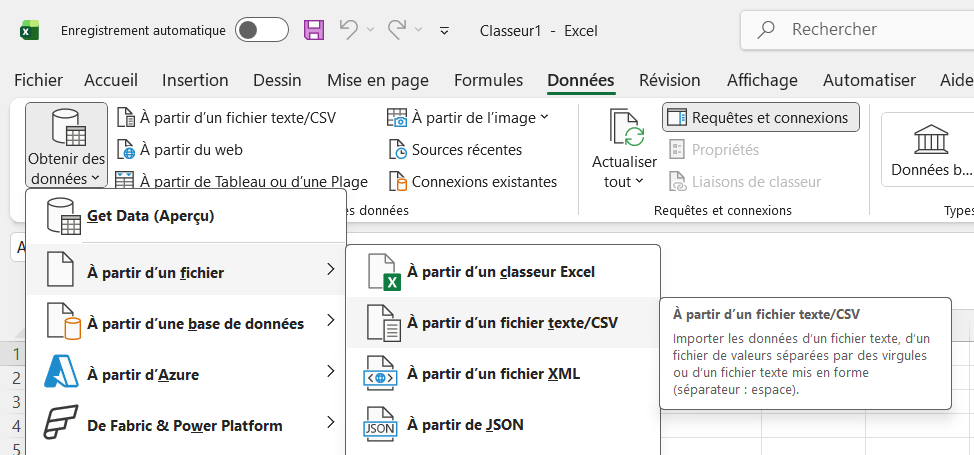 Enregistrement automatique
Classeur1 - Excel
Rechercher
Fichier Accueil Insertion Dessin Mise en page Formules Données Révision Affichage Automatiser Aide
Obtenir des
données
À partir d’un fichier texte/CSV
À partir du web
À partir de Tableau ou d’une Plage
À partir de l’image
Sources récentes
Connexions existantes
des données
Actualiser
tout
Requêtes et connexions
Propriétés
Liaisons de classeur
Requêtes et connexions
Données b...
Types
Get Data (Aperçu)
À partir d’un fichier
À partir d’une base de données
À partir d’Azure
De Fabric & Power Platform
À partir d’un classeur Excel
À partir d’un fichier texte/CSV
À partir d’un fichier XML
JSON
À partir de JSON
À partir d’un fichier texte/CSV
Importer les données d’un fichier texte, d’un
fichier de valeurs séparées par des virgules
ou d’un fichier texte mis en forme
(séparateur : espace).
1
2
3
4
5